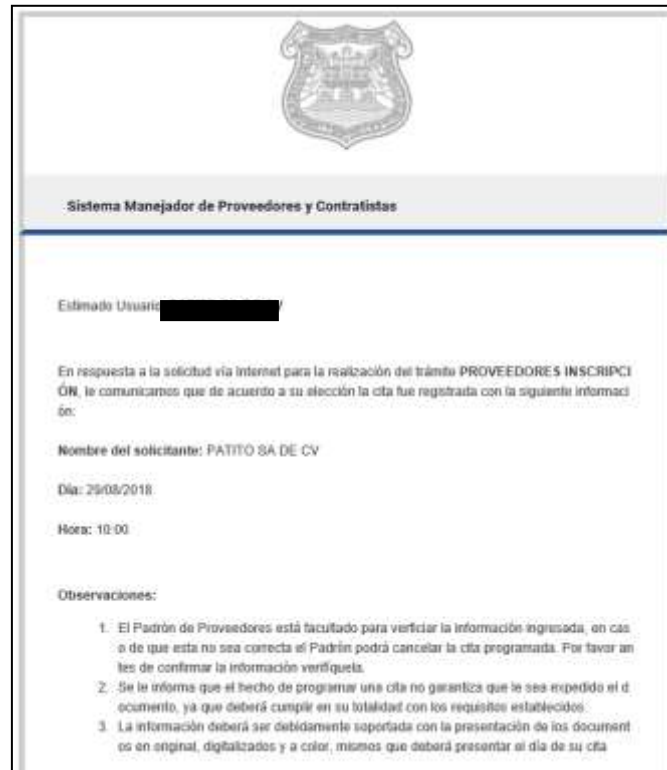 Sistema Manejador de Proveedores y Contratistas
Estimado Usuario
En respuesta a la solicitud vía Internet para la realización del trámite PROVEEDORES INSCRIPCI
ÓN, le comunicamos que de acuerdo a su elección la cita fue registrada con la siguiente informaci
ón:
Nombre del solicitante: PATITO SA DE CV
Día: 29/08/2018
Hora: 10:00
Observaciones:
1. El Padrón de Proveedores está facultado para verficiar la información ingresada, en cas
o de que esta no sea correcta el Padrón podrá cancelar la cita programada. Por favor an
tes de confirmar la información verifíquela.
2. Se le informa que el hecho de programar una cita no garantiza que le sea expedido el d
ocumento, ya que deberá cumplir en su totalidad con los requisitos establecidos.
3. La información deberá ser debidamente soportada con la presentación de los document
os en original, digitalizados y a color, mismos que deberá presentar el día de su cita